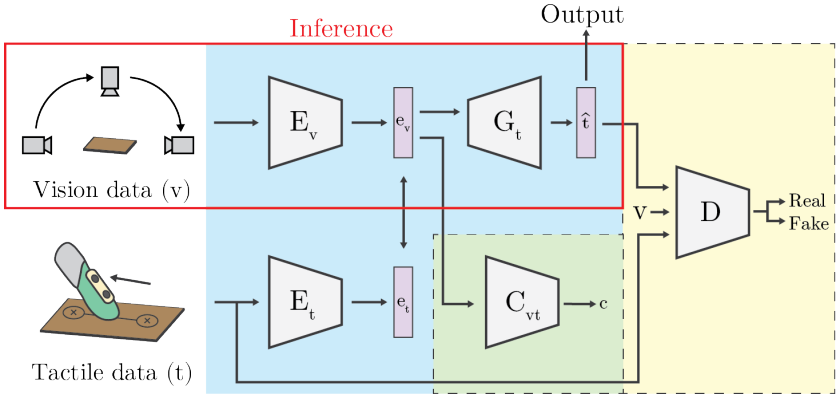 Output
Inference
E_v
e_v
G_t
t̂
Vision data (v)
Real
v
D
Fake
E_t
e_t
C_vt
c
Tactile data (t)